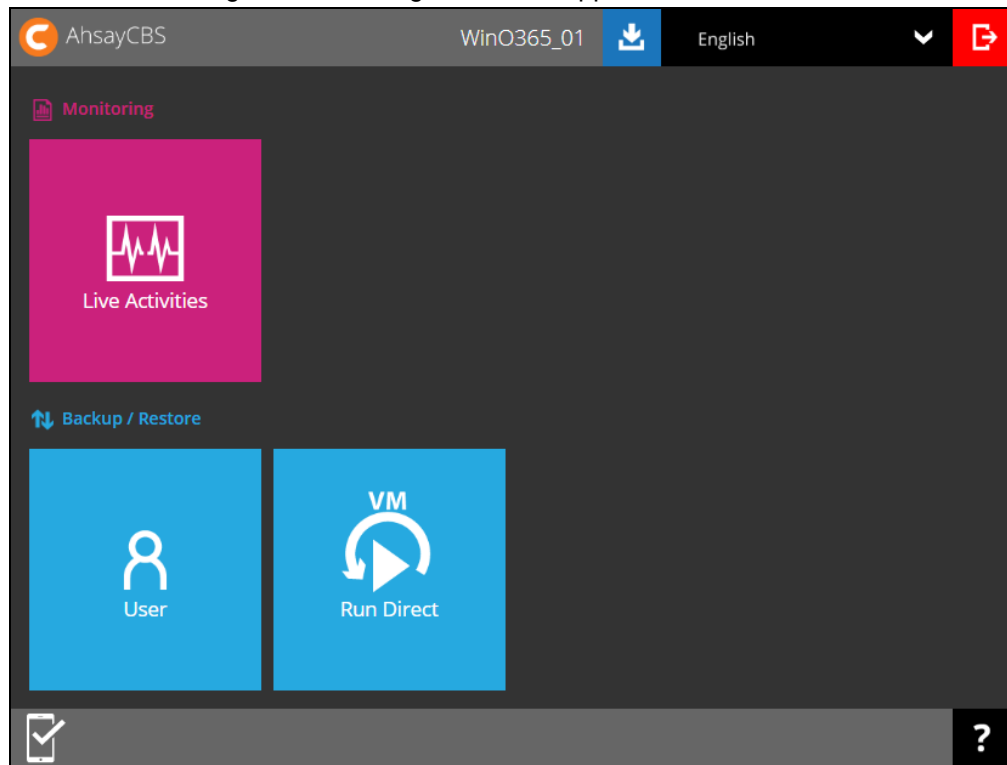 AhsayCBS WinO365_01 English
Monitoring
Live Activities
Backup / Restore
VM
User Run Direct
?